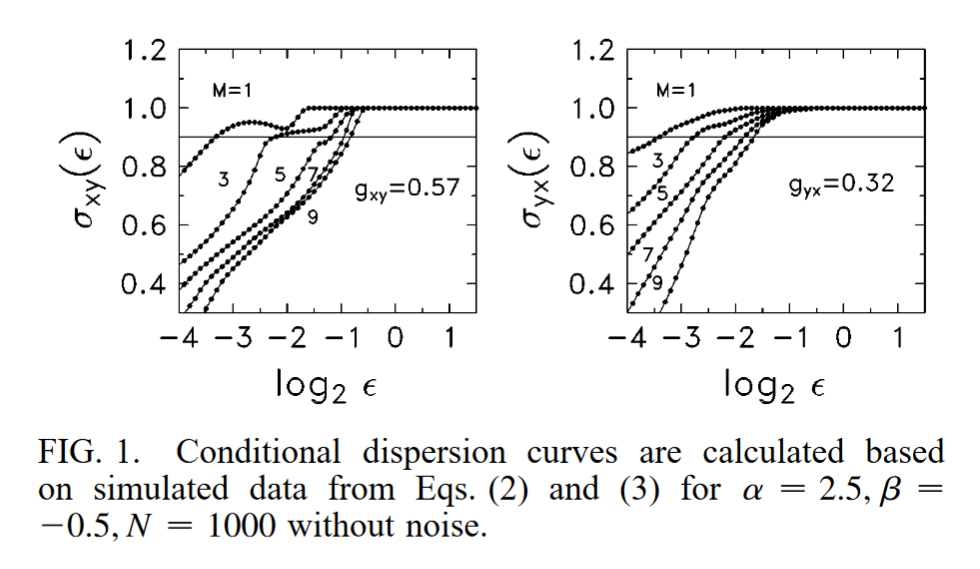 1.2
1.0
0.8
0.6
0.4
σxy(ϵ)
M=1
3
5
7
9
gxy=0.57
−4 −3 −2 −1 0 1
log2 ϵ
1.2
1.0
0.8
0.6
0.4
σyx(ϵ)
M=1
3
5
7
9
gyx=0.32
−4 −3 −2 −1 0 1
log2 ϵ
FIG. 1. Conditional dispersion curves are calculated based
on simulated data from Eqs. (2) and (3) for α = 2.5, β =
−0.5, N = 1000 without noise.